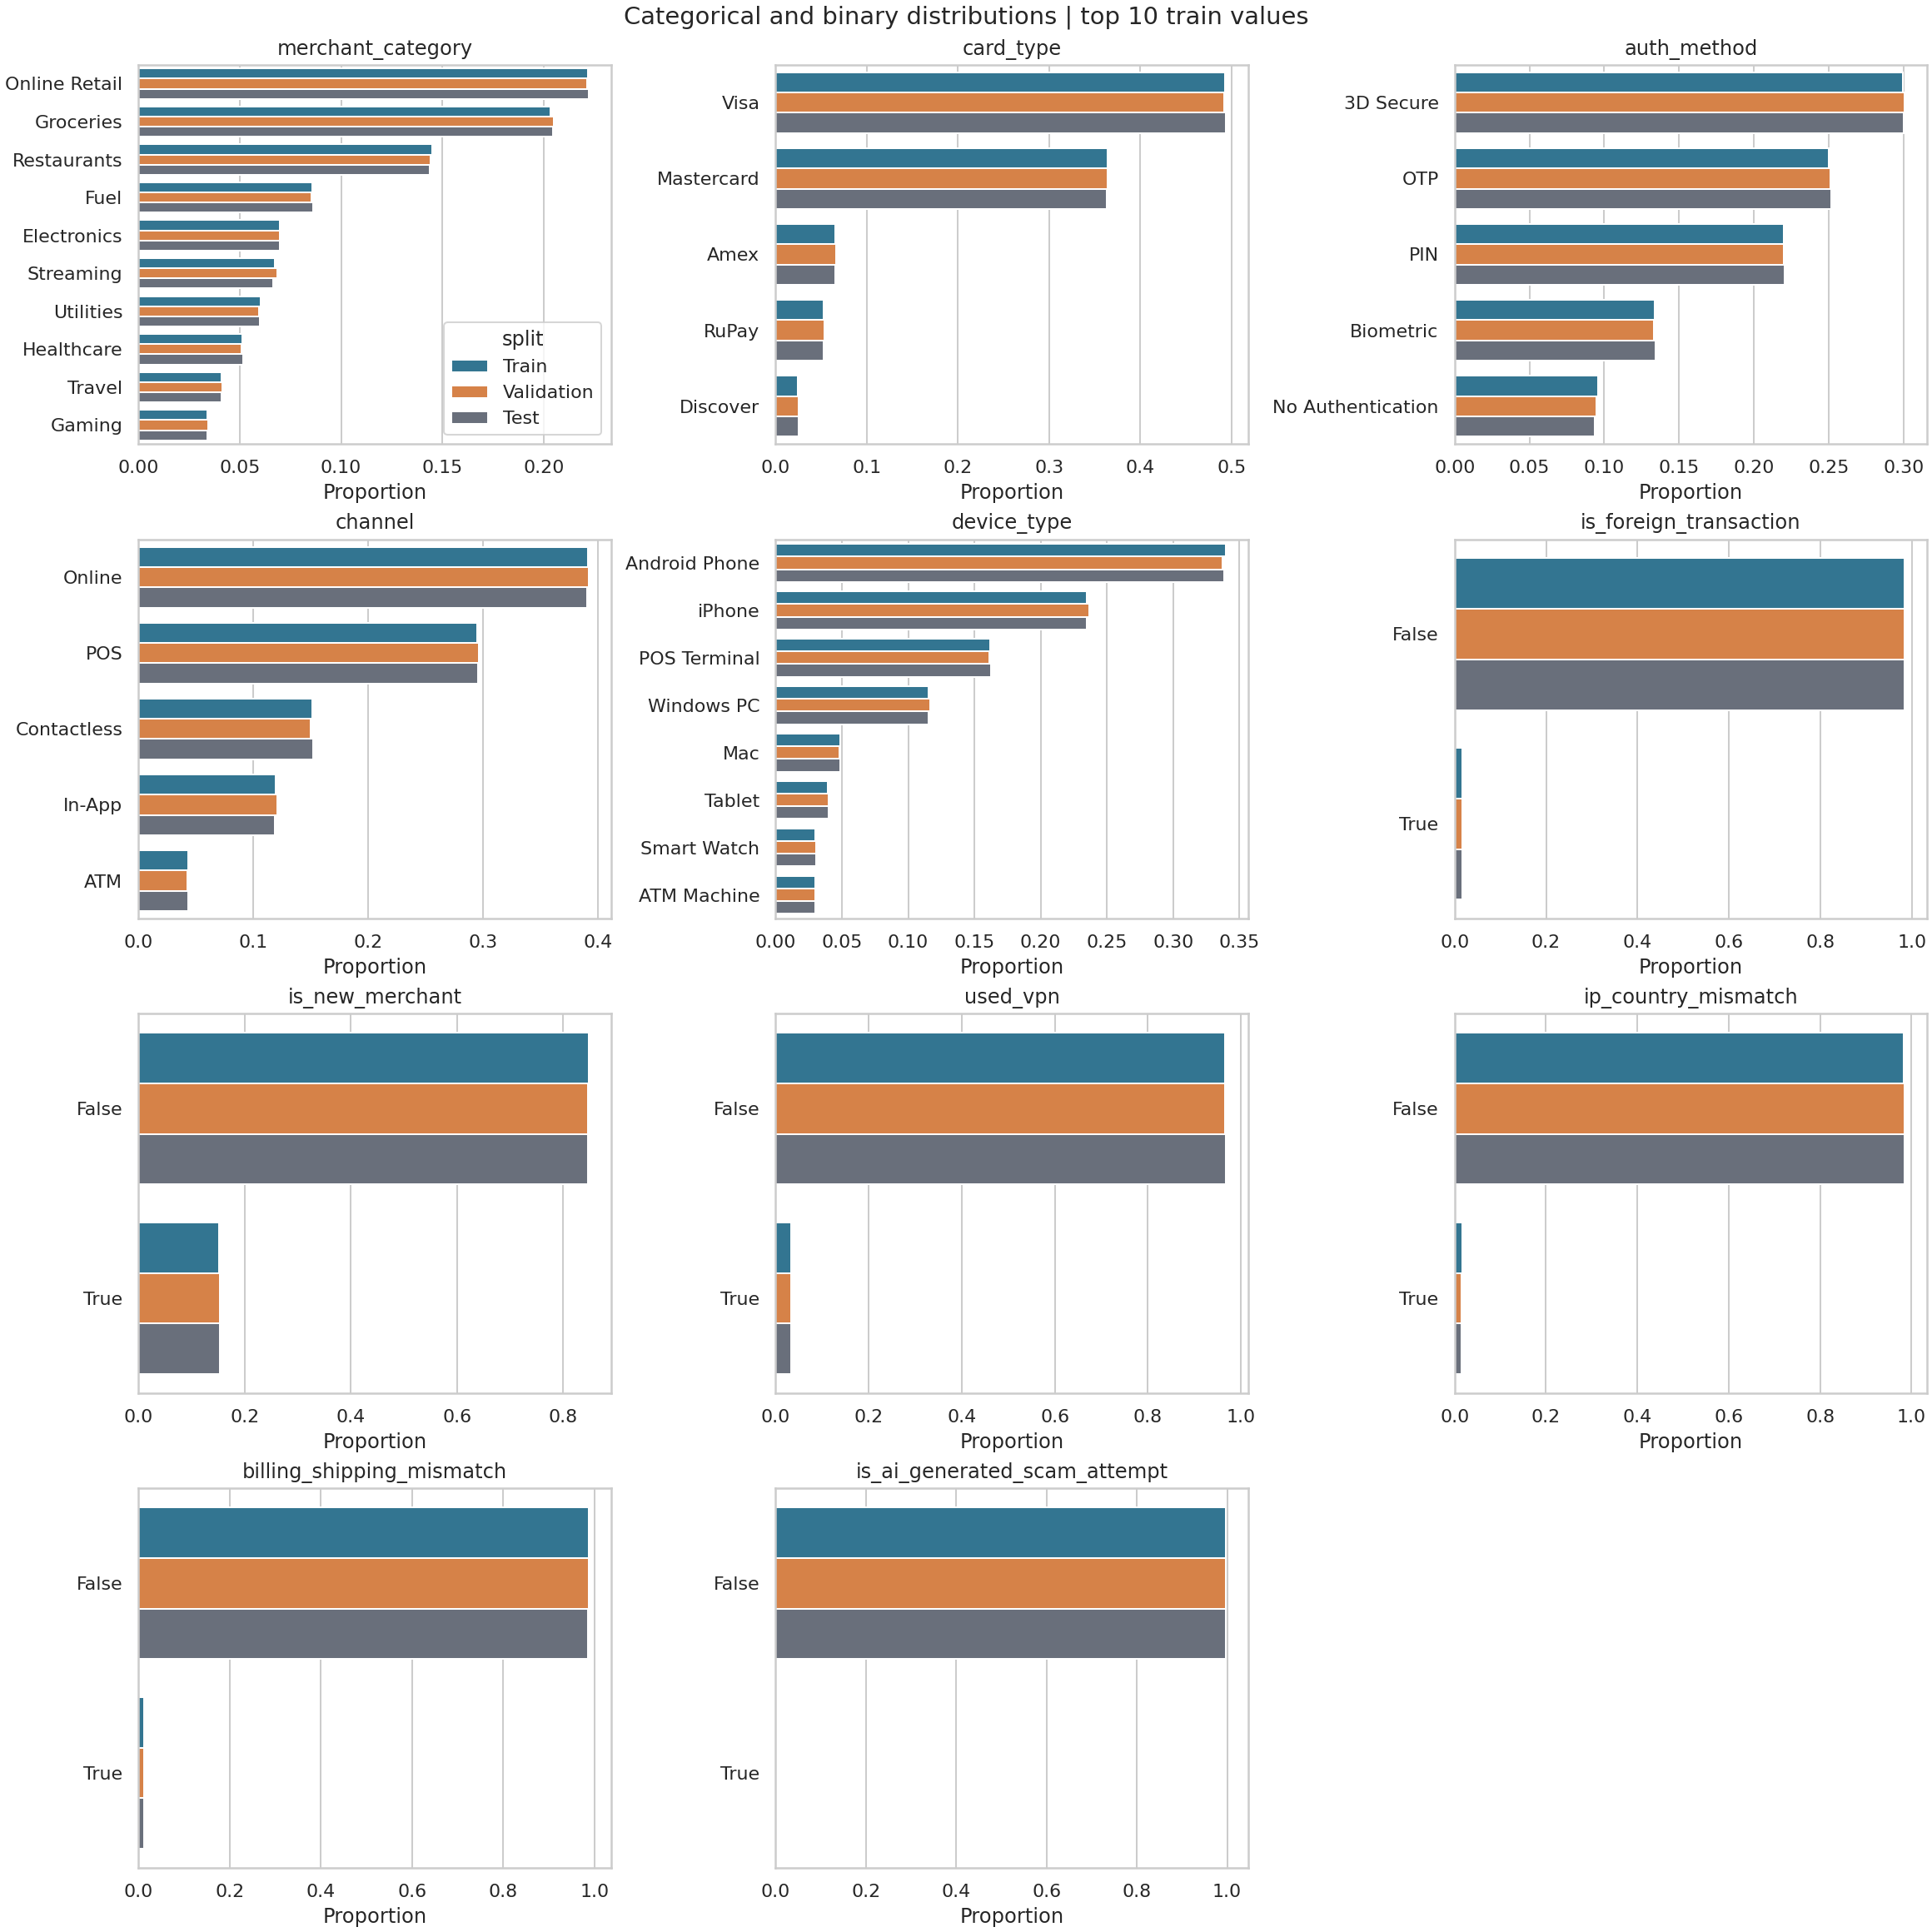 Categorical and binary distributions | top 10 train values
merchant_category
Online Retail
Groceries
Restaurants
Fuel
Electronics
Streaming
Utilities
Healthcare
Travel
Gaming
split
Train
Validation
Test
0.00 0.05 0.10 0.15 0.20
Proportion
card_type
Visa
Mastercard
Amex
RuPay
Discover
0.0 0.1 0.2 0.3 0.4 0.5
Proportion
auth_method
3D Secure
OTP
PIN
Biometric
No Authentication
0.00 0.05 0.10 0.15 0.20 0.25 0.30
Proportion
channel
Online
POS
Contactless
In-App
ATM
0.0 0.1 0.2 0.3 0.4
Proportion
device_type
Android Phone
iPhone
POS Terminal
Windows PC
Mac
Tablet
Smart Watch
ATM Machine
0.00 0.05 0.10 0.15 0.20 0.25 0.30 0.35
Proportion
is_foreign_transaction
False
True
0.0 0.2 0.4 0.6 0.8 1.0
Proportion
is_new_merchant
False
True
0.0 0.2 0.4 0.6 0.8
Proportion
used_vpn
False
True
0.0 0.2 0.4 0.6 0.8 1.0
Proportion
ip_country_mismatch
False
True
0.0 0.2 0.4 0.6 0.8 1.0
Proportion
billing_shipping_mismatch
False
True
0.0 0.2 0.4 0.6 0.8 1.0
Proportion
is_ai_generated_scam_attempt
False
True
0.0 0.2 0.4 0.6 0.8 1.0
Proportion